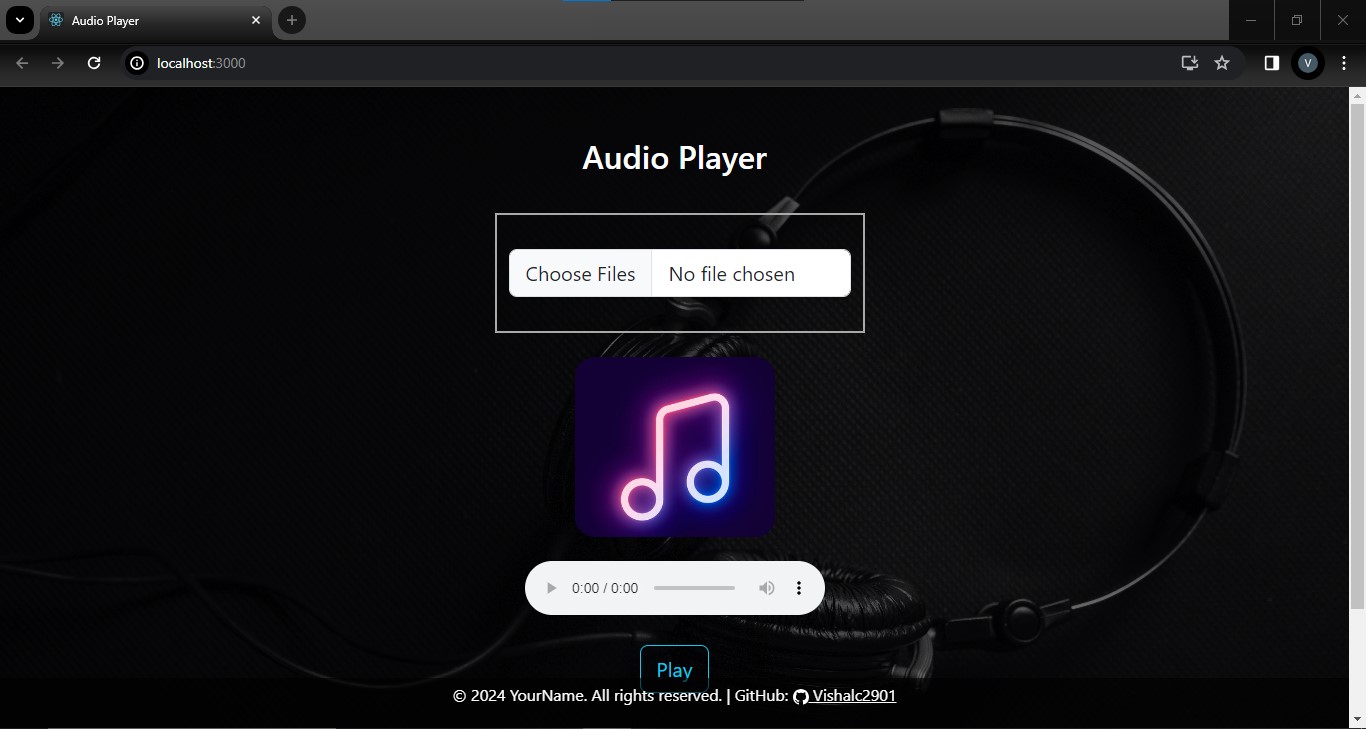 Audio Player
localhost:3000
V
Audio Player
Choose Files No file chosen
0:00 / 0:00
Play
© 2024 YourName. All rights reserved. | GitHub: Vishalc2901